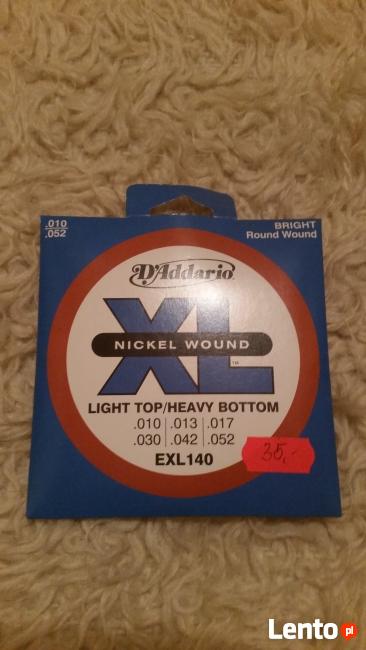 .010
.052
BRIGHT
Round Wound
D'Addario
XL
NICKEL WOUND
TM
LIGHT TOP/HEAVY BOTTOM
.010 .013 .017
.030 .042 .052
EXL140
35,-
Lento pl